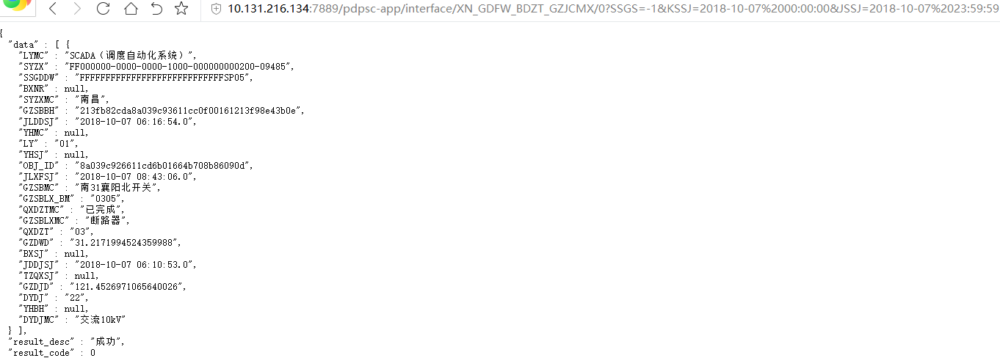 10.131.216.134:7889/pdpsc-app/interface/XN_GDFW_BDZT_GZJCMX/0?SSGS=-1&KSSJ=2018-10-07%2000:00:00&JSSJ=2018-10-07%2023:59:59
{
"data" : [ {
"LYMC" : "SCADA（调度自动化系统）",
"SYZX" : "FF000000-0000-0000-1000-000000000200-09485",
"SSGDDW" : "FFFFFFFFFFFFFFFFFFFFFFFFFFFFSP05",
"BXNR" : null,
"SYZXMC" : "南昌",
"GZSBBH" : "213fb82cda8a039c93611cc0f00161213f98e43b0e",
"JLDDSJ" : "2018-10-07 06:16:54.0",
"YHMC" : null,
"LY" : "01",
"YHSJ" : null,
"OBJ_ID" : "8a039c926611cd6b01664b708b86090d",
"JLXFSJ" : "2018-10-07 08:43:06.0",
"GZSBMC" : "南31襄阳北开关",
"GZSBLX_BM" : "0305",
"QXDZTMC" : "已完成",
"GZSBLXMC" : "断路器",
"QXDZT" : "03",
"GZDWD" : "31.2171994524359988",
"BXSJ" : null,
"JDDJSJ" : "2018-10-07 06:10:53.0",
"TZQXSJ" : null,
"GZDJD" : "121.4526971065640026",
"DYDJ" : "22",
"YHBH" : null,
"DYDJMC" : "交流10kV"
} ],
"result_desc" : "成功",
"result_code" : 0